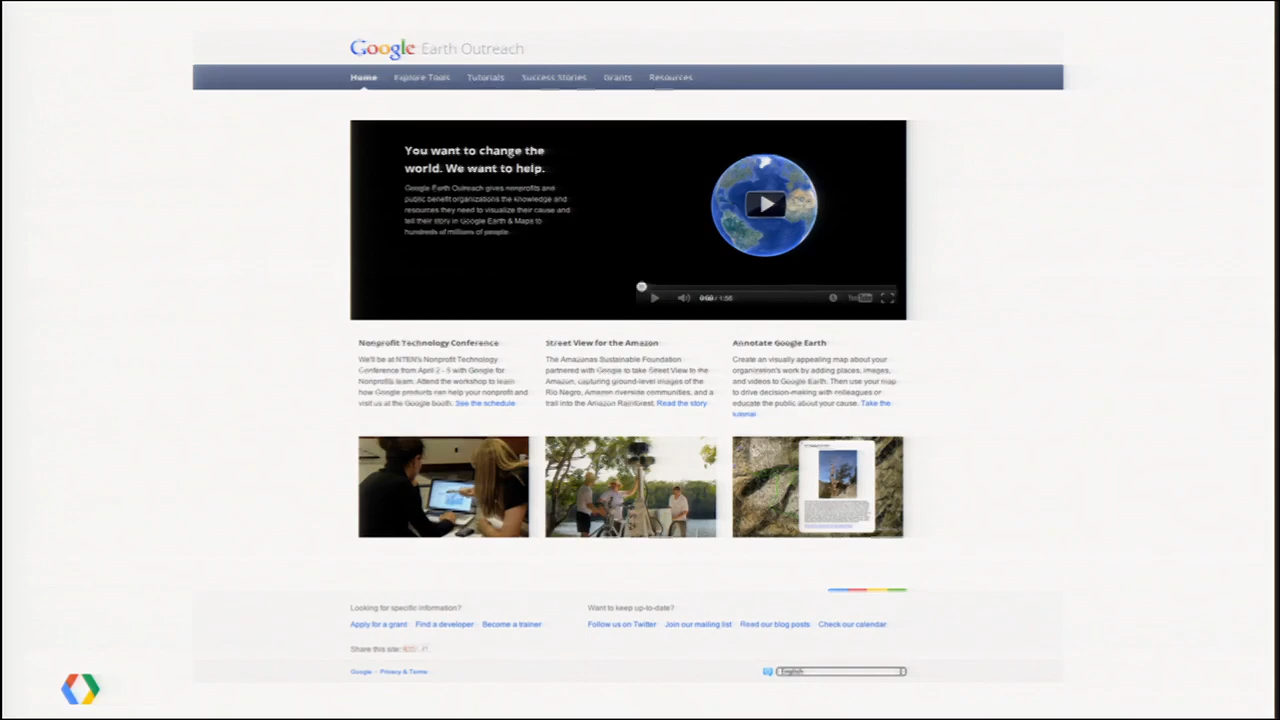 Google Earth Outreach
Home Explore Tools Tutorials Success Stories Grants Resources
You want to change the
world. We want to help.
Google Earth Outreach gives nonprofits and
public benefit organizations the knowledge and
resources they need to visualize their cause and
tell their story in Google Earth & Maps to
hundreds of millions of people.
0:00 / 1:56
YouTube
Nonprofit Technology Conference
We'll be at NTEN's Nonprofit Technology
Conference from April 2 - 5 with Google for
Nonprofits team. Attend the workshop to learn
how Google products can help your nonprofit and
visit us at the Google booth. See the schedule
Street View for the Amazon
The Amazonas Sustainable Foundation
partnered with Google to take Street View to the
Amazon, capturing ground-level images of the
Rio Negro, Amazon riverside communities, and a
trail into the Amazon Rainforest. Read the story
Annotate Google Earth
Create an visually appealing map about your
organization's work by adding places, images,
and videos to Google Earth. Then use your map
to drive decision-making with colleagues or
educate the public about your cause. Take the
tutorial
Looking for specific information?
Apply for a grant Find a developer Become a trainer
Want to keep up-to-date?
Follow us on Twitter Join our mailing list Read our blog posts Check our calendar
Share this site:
Google - Privacy & Terms
English